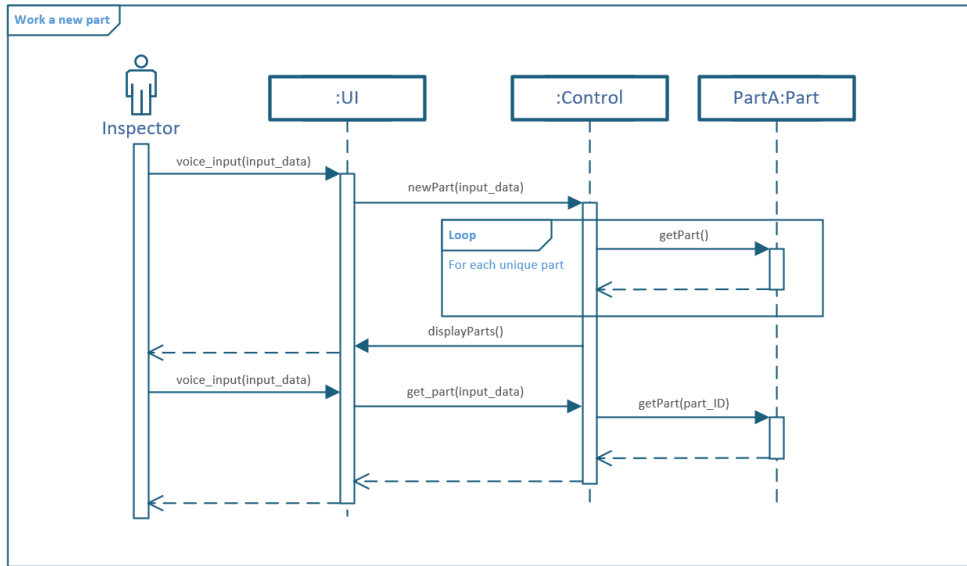 Work a new part
:UI
:Control
PartA:Part
Inspector
voice_input(input_data)
newPart(input_data)
Loop
getPart()
For each unique part
displayParts()
voice_input(input_data)
get_part(input_data)
getPart(part_ID)